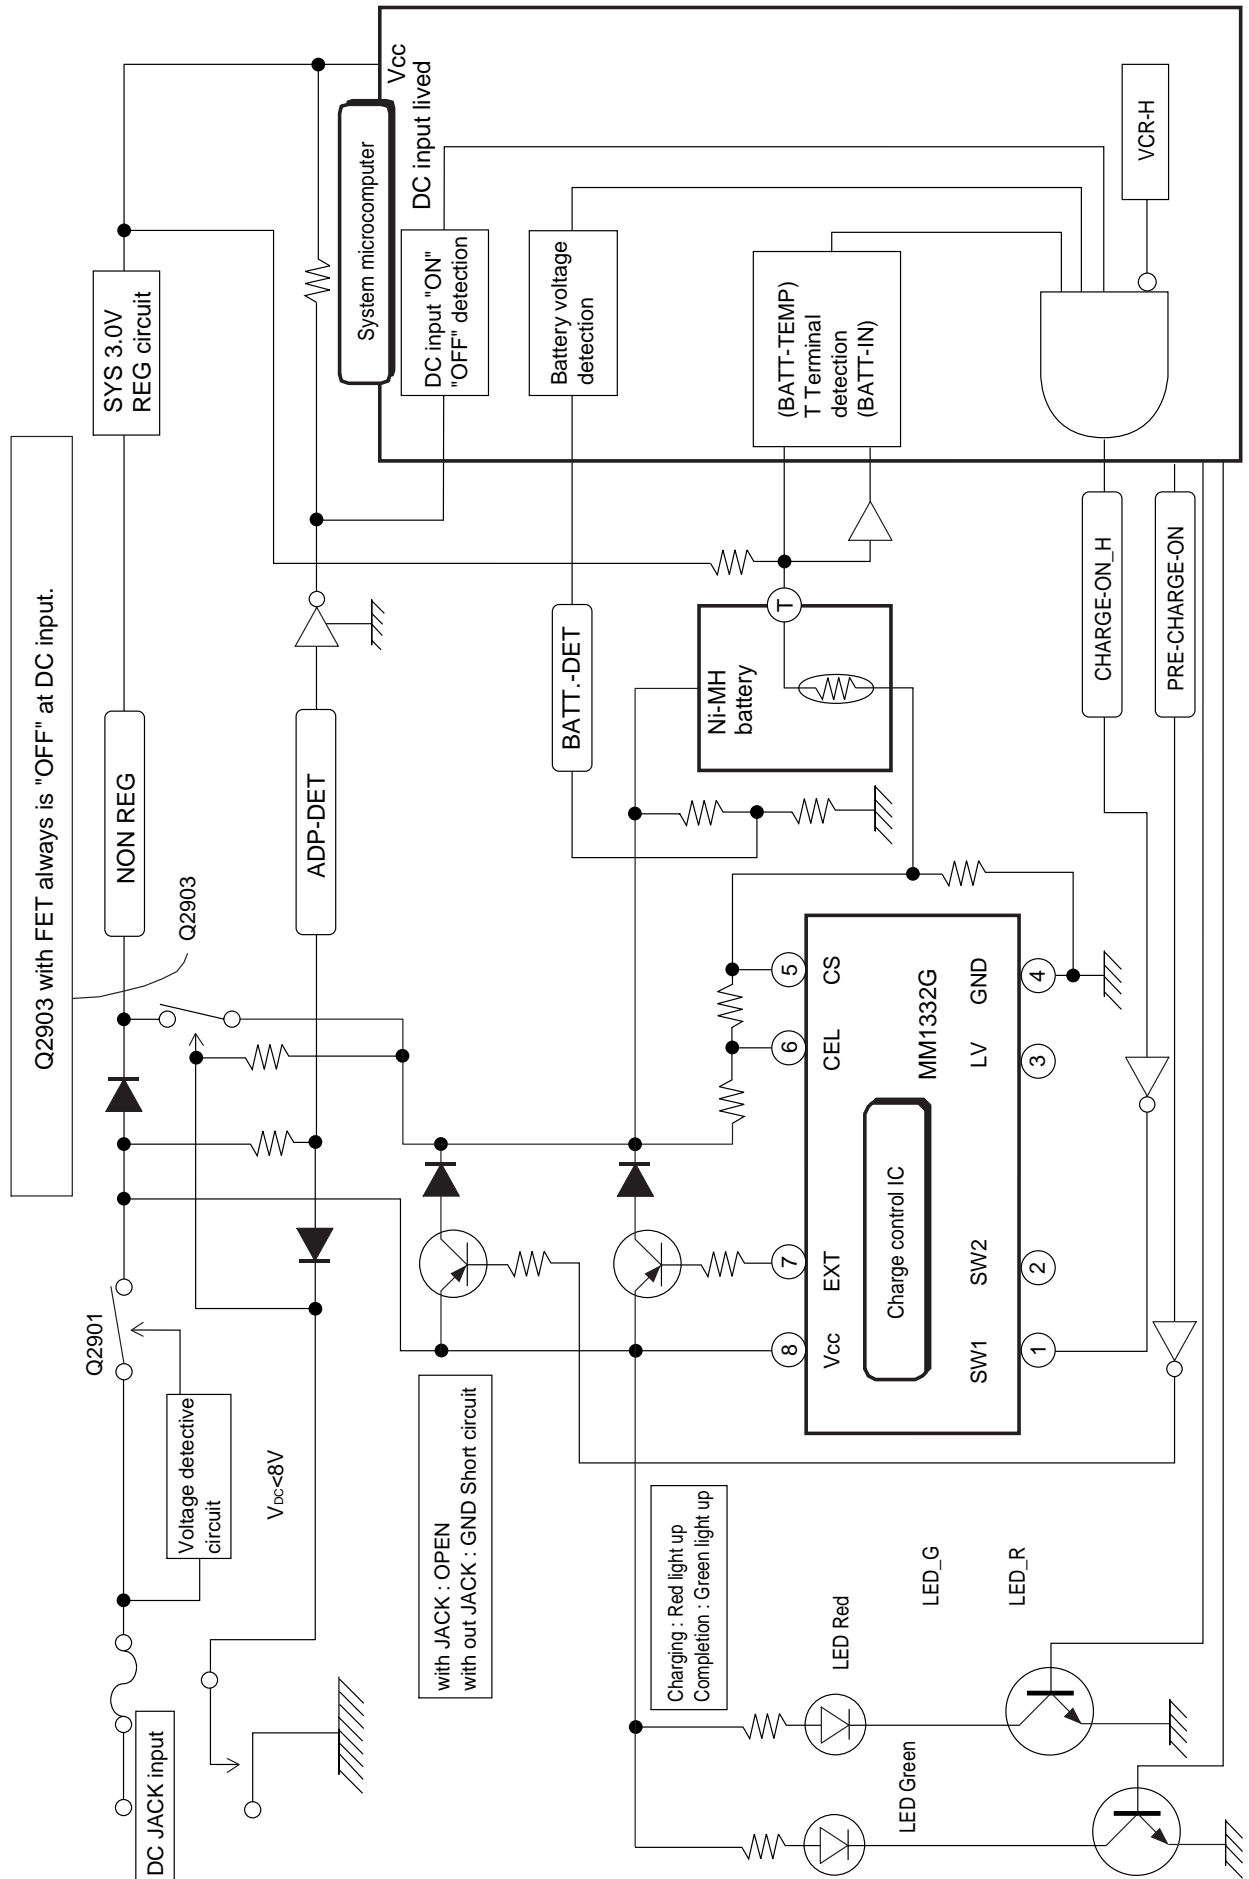 Q2903 with FET always is "OFF" at DC input.
DC JACK input
Q2901
Voltage detective
circuit
VDC<8V
Q2903
NON REG
ADP-DET
SYS 3.0V
REG circuit
Vcc
System microcomputer
DC input lived
DC input "ON"
"OFF" detection
Battery voltage
detection
(BATT-TEMP)
T Terminal
detection
(BATT-IN)
VCR-H
with JACK : OPEN
with out JACK : GND Short circuit
BATT.-DET
Ni-MH
battery
T
Charging : Red light up
Completion : Green light up
8
7
6
5
Vcc
EXT
CEL
CS
Charge control IC
MM1332G
SW1
SW2
LV
GND
1
2
3
4
CHARGE-ON_H
PRE-CHARGE-ON
LED Red
LED Green
LED_G
LED_R